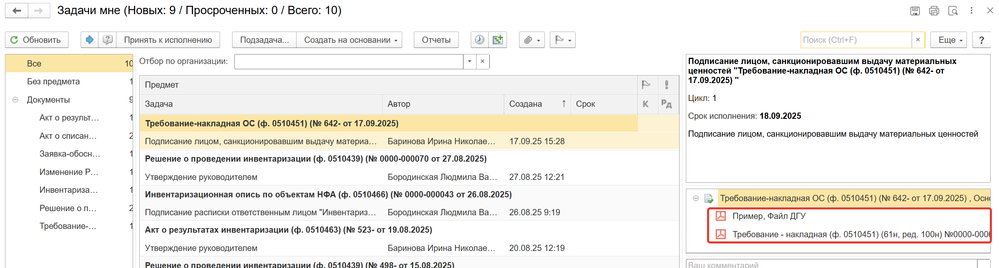 Задачи мне (Новых: 9 / Просроченных: 0 / Всего: 10)
Обновить
Принять к исполнению
Подзадача...
Создать на основании
Отчеты
Поиск (Ctrl+F)
×
Еще
?
Все 10
Без предмета 1
Документы 9
Акт о результ... 1
Акт о списан... 2
Заявка-обосн... 1
Изменение Р... 1
Инвентариза... 1
Решение о п... 2
Требование-... 1
Отбор по организации:
×
Предмет
Задача Автор Создана ↑ Срок К Рд
Требование-накладная ОС (ф. 0510451) (№ 642- от 17.09.2025)
Подписание лицом, санкционировавшим выдачу материа... Баринова Ирина Николае... 17.09.25 15:28
Решение о проведении инвентаризации (ф. 0510439) (№ 0000-000070 от 27.08.2025)
Утверждение руководителем Бородинская Людмила Ва... 27.08.25 12:21
Инвентаризационная опись по объектам НФА (ф. 0510466) (№ 0000-000043 от 26.08.2025)
Подписание расписки ответственным лицом "Инвентариз... Бородинская Людмила Ва... 26.08.25 9:19
Акт о результатах инвентаризации (ф. 0510463) (№ 523- от 19.08.2025)
Утверждение руководителем Баринова Ирина Николае... 20.08.25 12:19
Решение о проведении инвентаризации (ф. 0510439) (№ 498- от 15.08.2025)
Подписание лицом, санкционировавшим выдачу материальных
ценностей "Требование-накладная ОС (ф. 0510451) (№ 642- от
17.09.2025) "
Цикл: 1
Срок исполнения: 18.09.2025
Подписание лицом, санкционировавшим выдачу материальных ценностей
Требование-накладная ОС (ф. 0510451) (№ 642- от 17.09.2025) , Осно
Пример, Файл ДГУ
Требование - накладная (ф. 0510451) (61н, ред. 100н) №0000-0006
Ваш комментарий